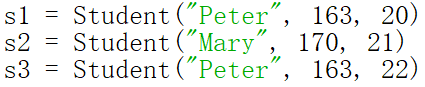 s1 = Student("Peter", 163, 20)
s2 = Student("Mary", 170, 21)
s3 = Student("Peter", 163, 22)